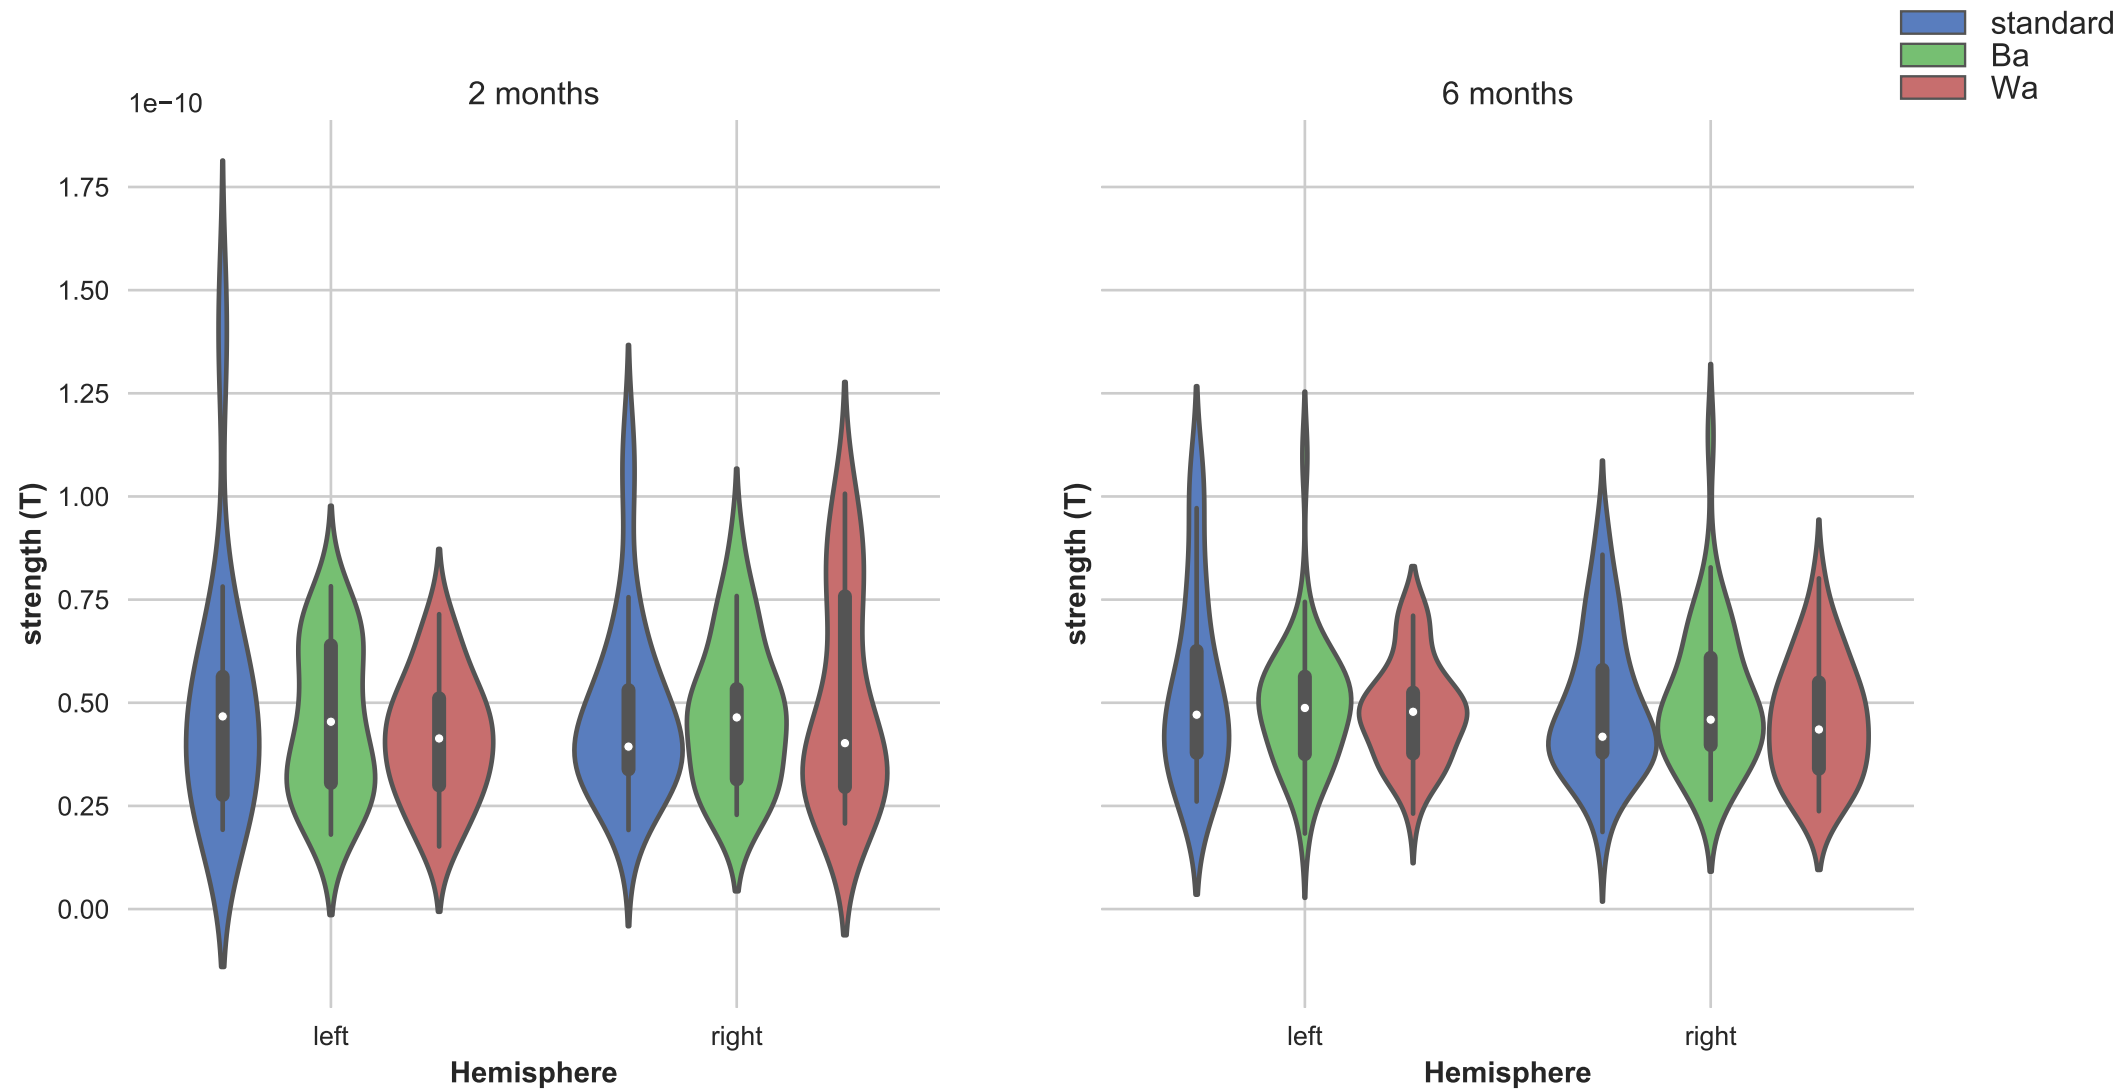 standard
Ba
Wa
1e−10
2 months
6 months
1.75
1.50
1.25
1.00
0.75
0.50
0.25
0.00
strength (T)
strength (T)
left
right
left
right
Hemisphere
Hemisphere